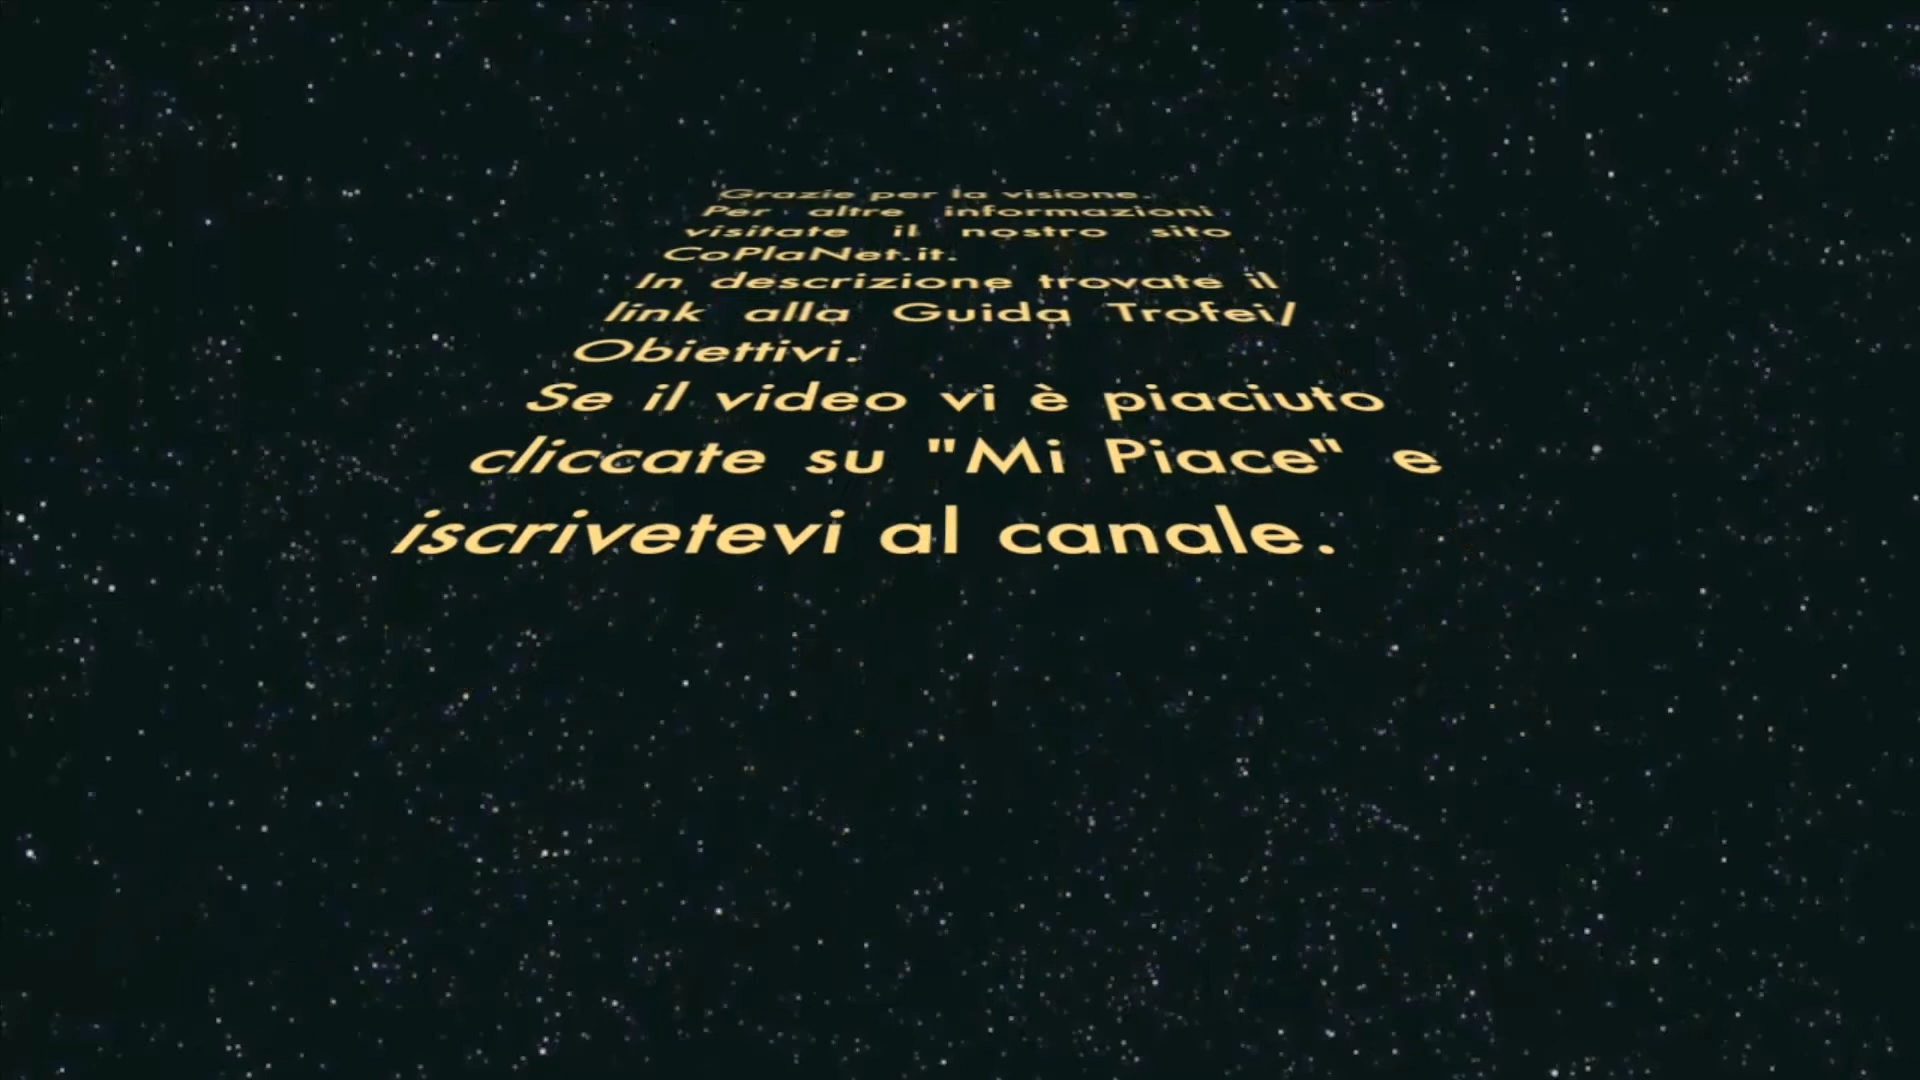 Grazie per la visione.
Per altre informazioni
visitate il nostro sito
CoPlaNet.it.
In descrizione trovate il
link alla Guida Trofei/
Obiettivi.
Se il video vi è piaciuto
cliccate su "Mi Piace" e
iscrivetevi al canale.